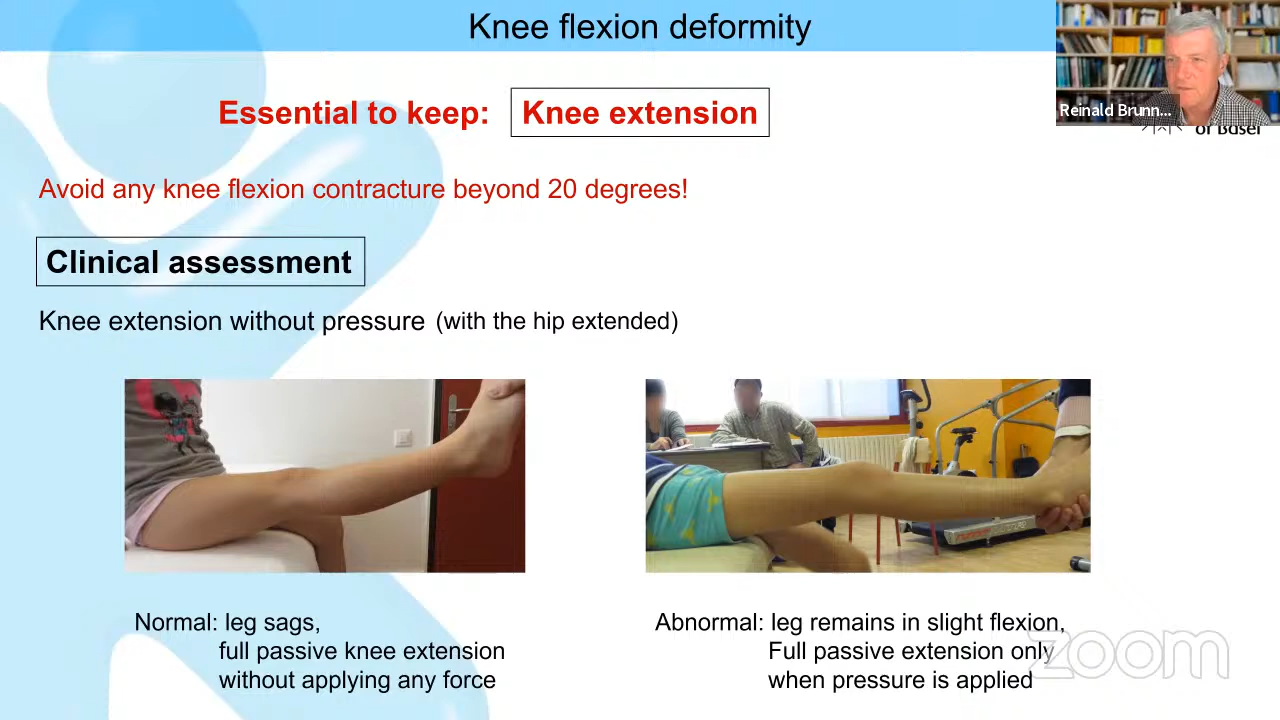 Knee flexion deformity
Reinald Brunn...
of Basel
Essential to keep: Knee extension
Avoid any knee flexion contracture beyond 20 degrees!
Clinical assessment
Knee extension without pressure (with the hip extended)
Normal: leg sags,
full passive knee extension
without applying any force
Abnormal: leg remains in slight flexion,
Full passive extension only
when pressure is applied
zoom